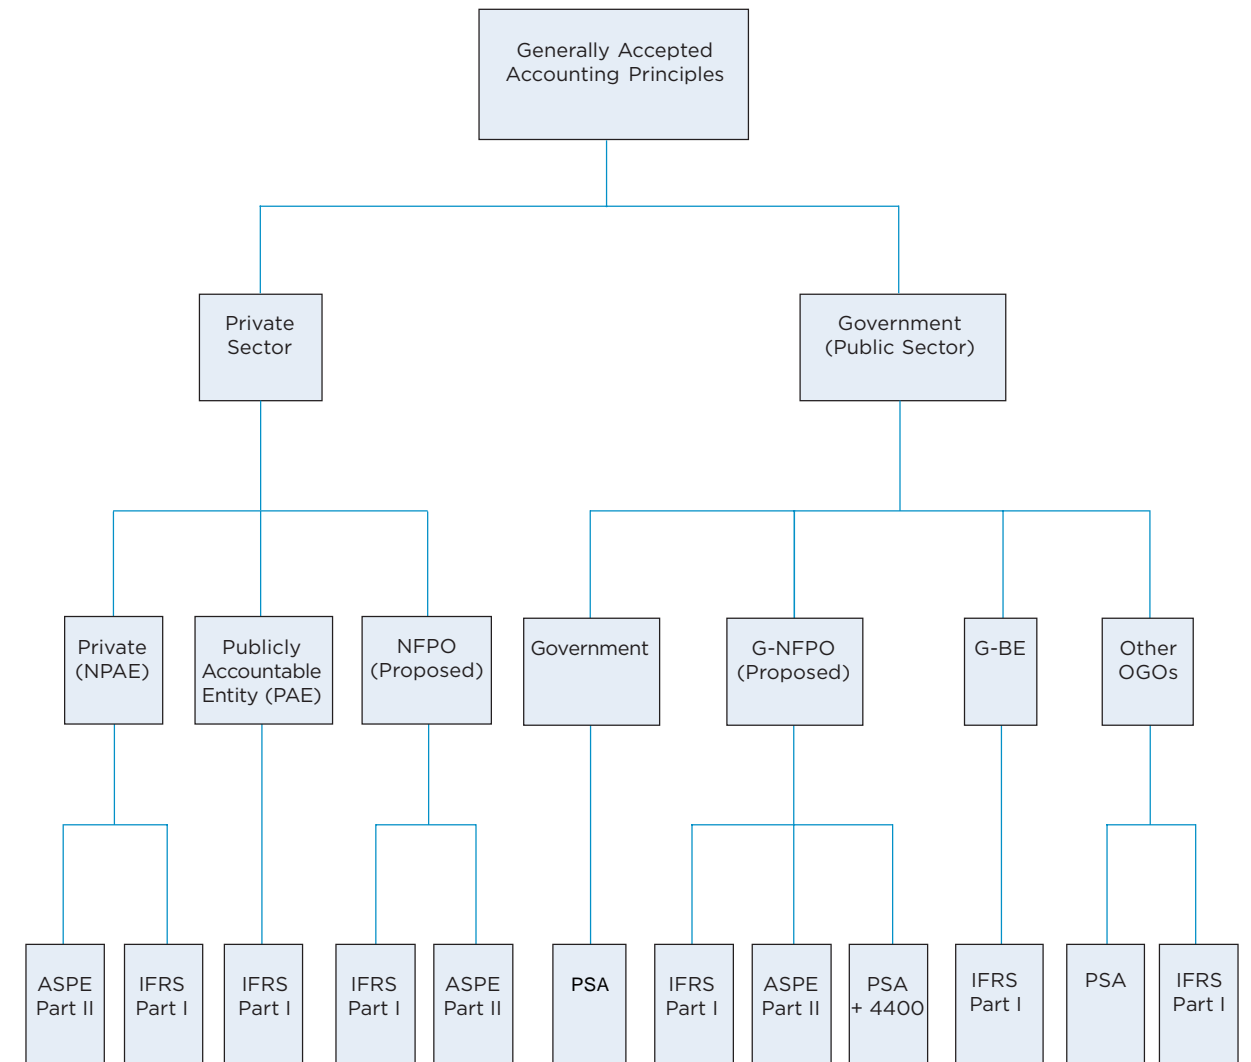 Generally Accepted
Accounting Principles
Private
Sector
Government
(Public Sector)
Private
(NPAE)
Publicly
Accountable
Entity (PAE)
NFPO
(Proposed)
Government
G-NFPO
(Proposed)
G-BE
Other
OGOs
ASPE
Part II
IFRS
Part I
IFRS
Part I
IFRS
Part I
ASPE
Part II
PSA
IFRS
Part I
ASPE
Part II
PSA
+ 4400
IFRS
Part I
PSA
IFRS
Part I